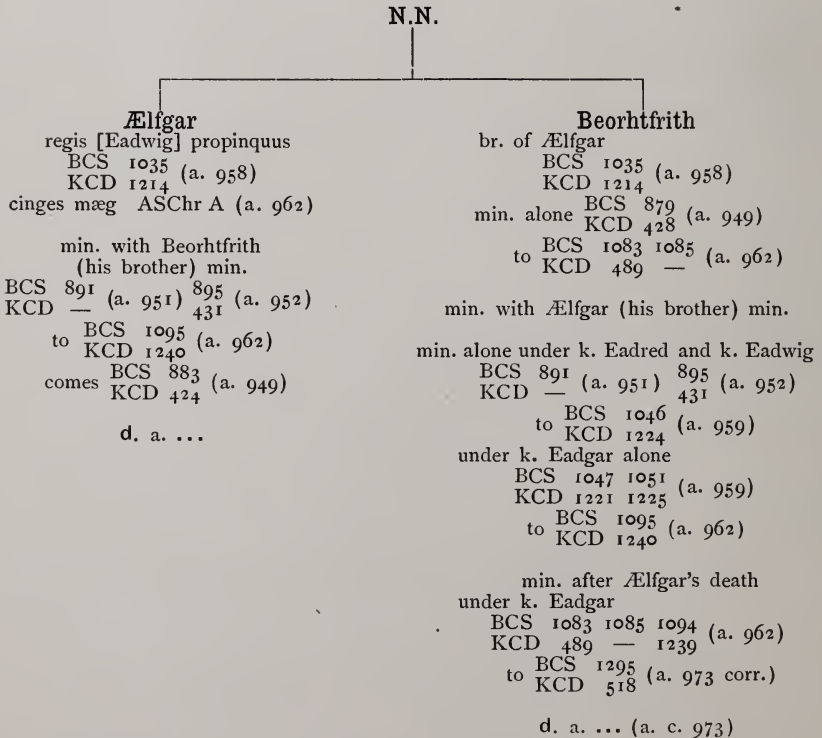 N.N.
Ælfgar
regis [Eadwig] propinquus
BCS 1035
KCD 1214 (a. 958)
cinges mæg ASChr A (a. 962)
min. with Beorhtfrith
(his brother) min.
BCS 891 895
KCD — (a. 951) 431 (a. 952)
to BCS 1095
KCD 1240 (a. 962)
comes BCS 883
KCD 424 (a. 949)
d. a. ...
Beorhtfrith
br. of Ælfgar
BCS 1035
KCD 1214 (a. 958)
min. alone BCS 879
KCD 428 (a. 949)
to BCS 1083 1085
KCD 489 — (a. 962)
min. with Ælfgar (his brother) min.
min. alone under k. Eadred and k. Eadwig
BCS 891 895
KCD — (a. 951) 431 (a. 952)
to BCS 1046
KCD 1224 (a. 959)
under k. Eadgar alone
BCS 1047 1051
KCD 1221 1225 (a. 959)
to BCS 1095
KCD 1240 (a. 962)
min. after Ælfgar's death
under k. Eadgar
BCS 1083 1085 1094
KCD 489 — 1239 (a. 962)
to BCS 1295
KCD 518 (a. 973 corr.)
d. a. ... (a. c. 973)